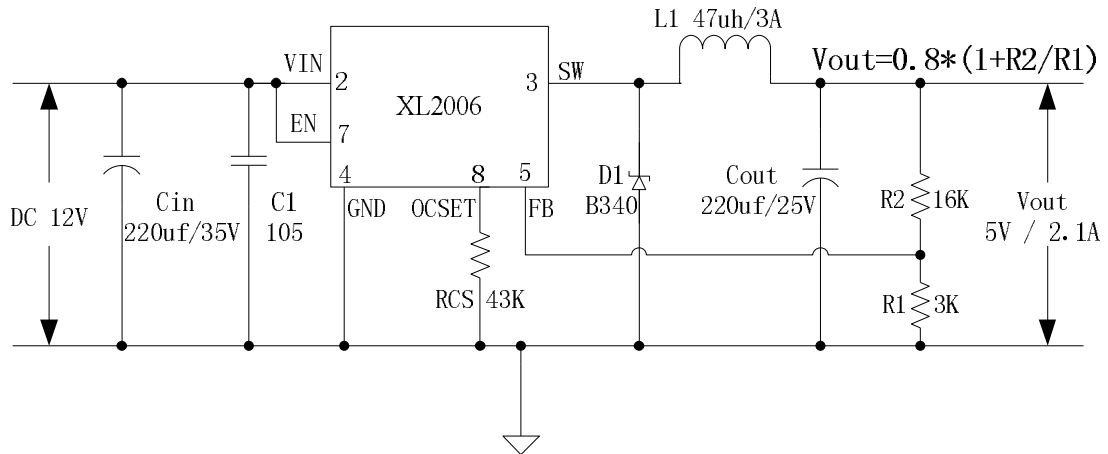 L1 47uh/3A
Vout=0.8*(1+R2/R1)
VIN
2
3
SW
XL2006
EN
7
4
8
5
GND
OCSET
FB
DC 12V
Cin
220uf/35V
C1
105
D1
B340
Cout
220uf/25V
R2
16K
Vout
5V / 2.1A
RCS
43K
R1
3K